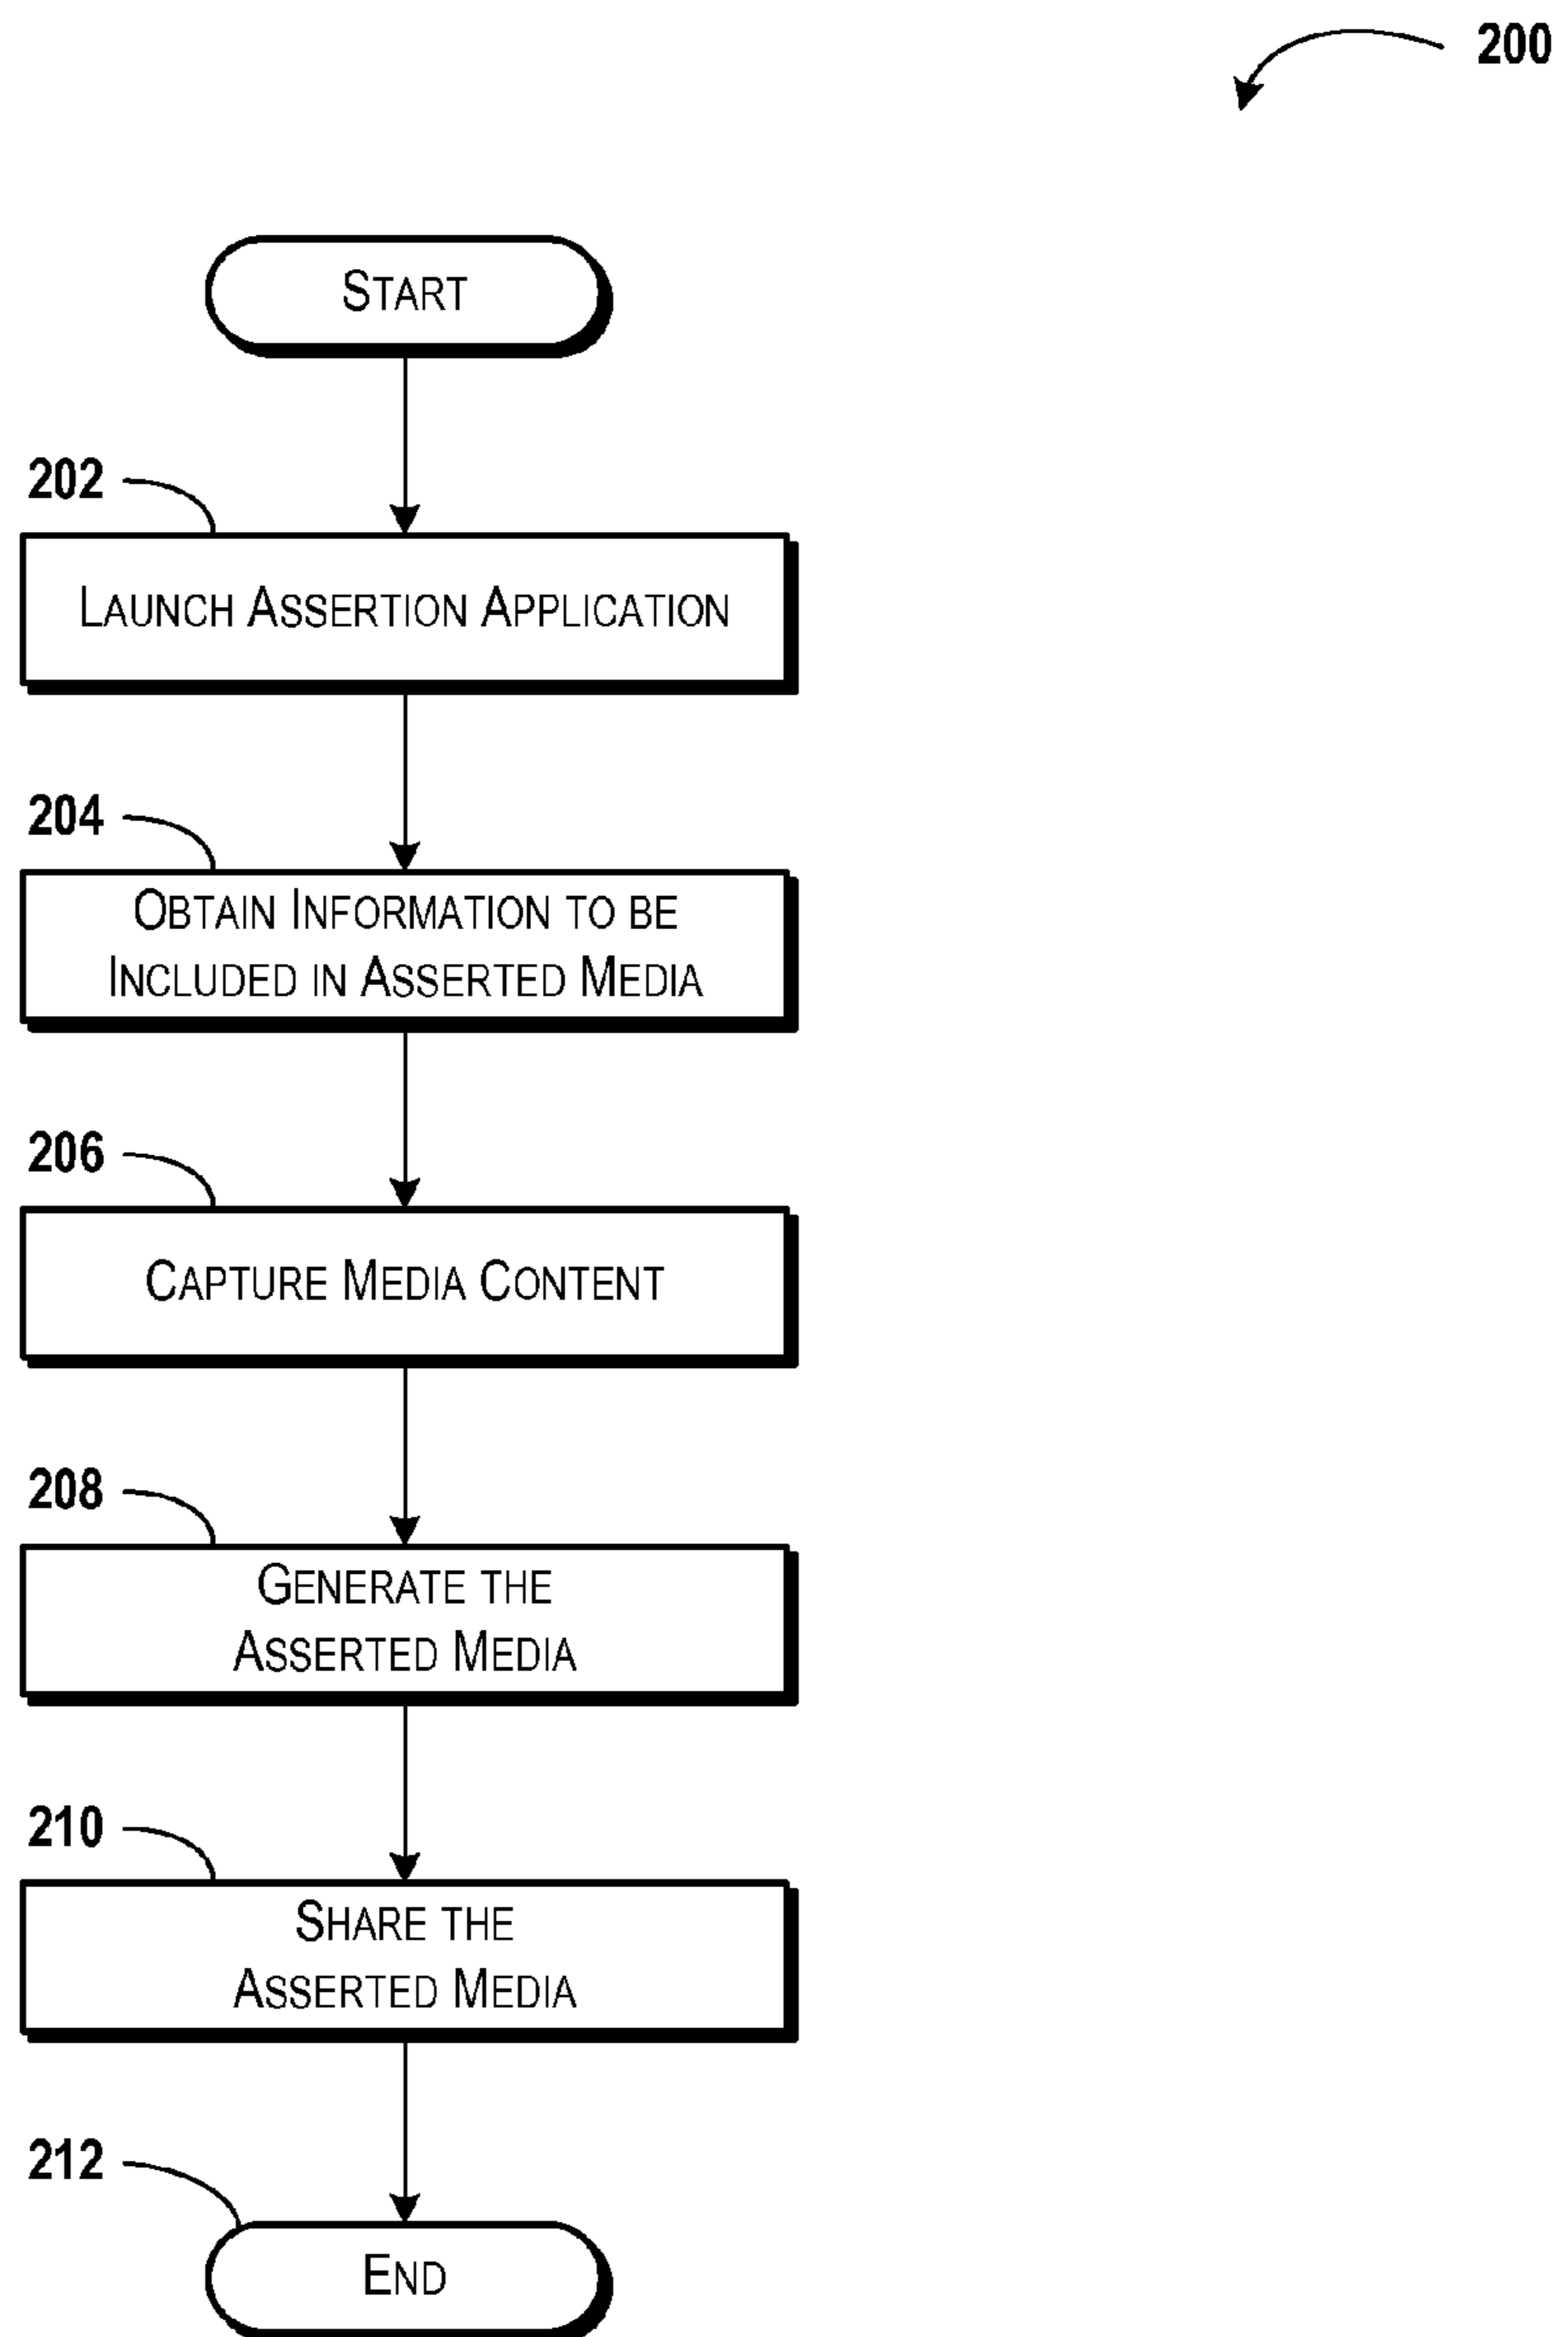 200
START
202
LAUNCH ASSERTION APPLICATION
204
OBTAIN INFORMATION TO BE
INCLUDED IN ASSERTED MEDIA
206
CAPTURE MEDIA CONTENT
208
GENERATE THE
ASSERTED MEDIA
210
SHARE THE
ASSERTED MEDIA
212
END